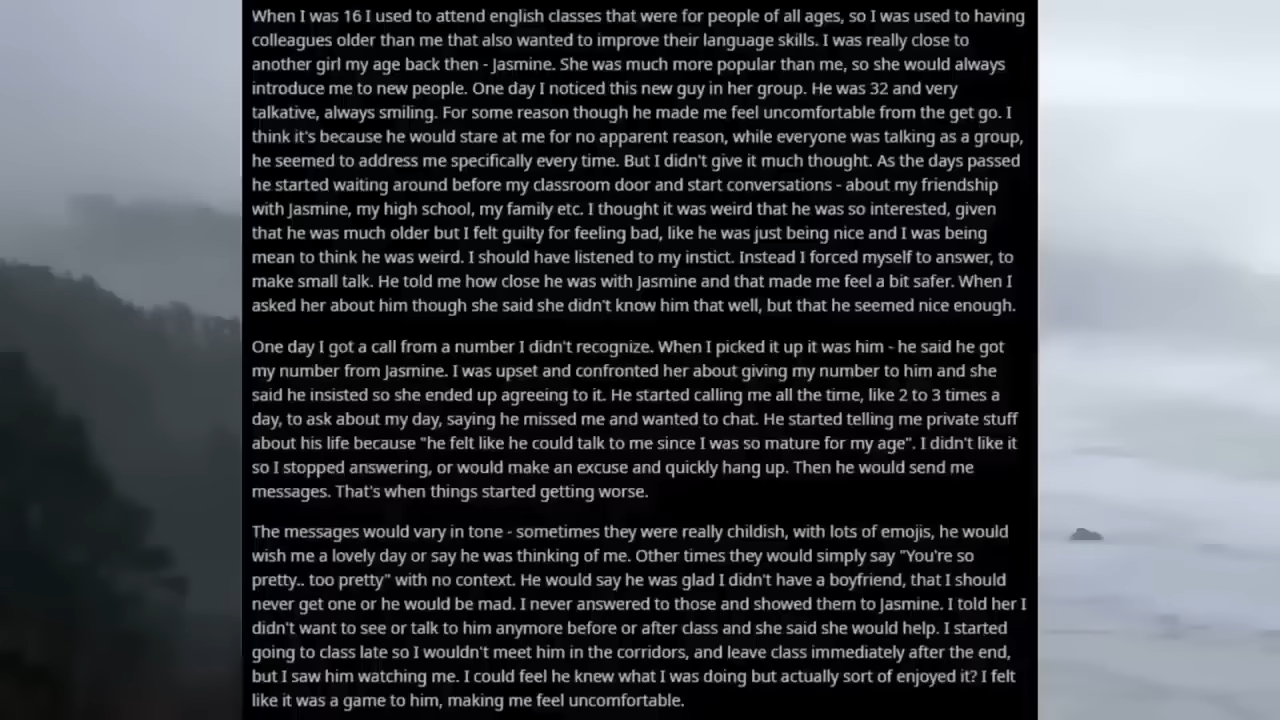 When I was 16 I used to attend english classes that were for people of all ages, so I was used to having
colleagues older than me that also wanted to improve their language skills. I was really close to
another girl my age back then - Jasmine. She was much more popular than me, so she would always
introduce me to new people. One day I noticed this new guy in her group. He was 32 and very
talkative, always smiling. For some reason though he made me feel uncomfortable from the get go. I
think it's because he would stare at me for no apparent reason, while everyone was talking as a group,
he seemed to address me specifically every time. But I didn't give it much thought. As the days passed
he started waiting around before my classroom door and start conversations - about my friendship
with Jasmine, my high school, my family etc. I thought it was weird that he was so interested, given
that he was much older but I felt guilty for feeling bad, like he was just being nice and I was being
mean to think he was weird. I should have listened to my instict. Instead I forced myself to answer, to
make small talk. He told me how close he was with Jasmine and that made me feel a bit safer. When I
asked her about him though she said she didn't know him that well, but that he seemed nice enough.
One day I got a call from a number I didn't recognize. When I picked it up it was him - he said he got
my number from Jasmine. I was upset and confronted her about giving my number to him and she
said he insisted so she ended up agreeing to it. He started calling me all the time, like 2 to 3 times a
day, to ask about my day, saying he missed me and wanted to chat. He started telling me private stuff
about his life because "he felt like he could talk to me since I was so mature for my age". I didn't like it
so I stopped answering, or would make an excuse and quickly hang up. Then he would send me
messages. That's when things started getting worse.
The messages would vary in tone - sometimes they were really childish, with lots of emojis, he would
wish me a lovely day or say he was thinking of me. Other times they would simply say "You're so
pretty.. too pretty" with no context. He would say he was glad I didn't have a boyfriend, that I should
never get one or he would be mad. I never answered to those and showed them to Jasmine. I told her I
didn't want to see or talk to him anymore before or after class and she said she would help. I started
going to class late so I wouldn't meet him in the corridors, and leave class immediately after the end,
but I saw him watching me. I could feel he knew what I was doing but actually sort of enjoyed it? I felt
like it was a game to him, making me feel uncomfortable.